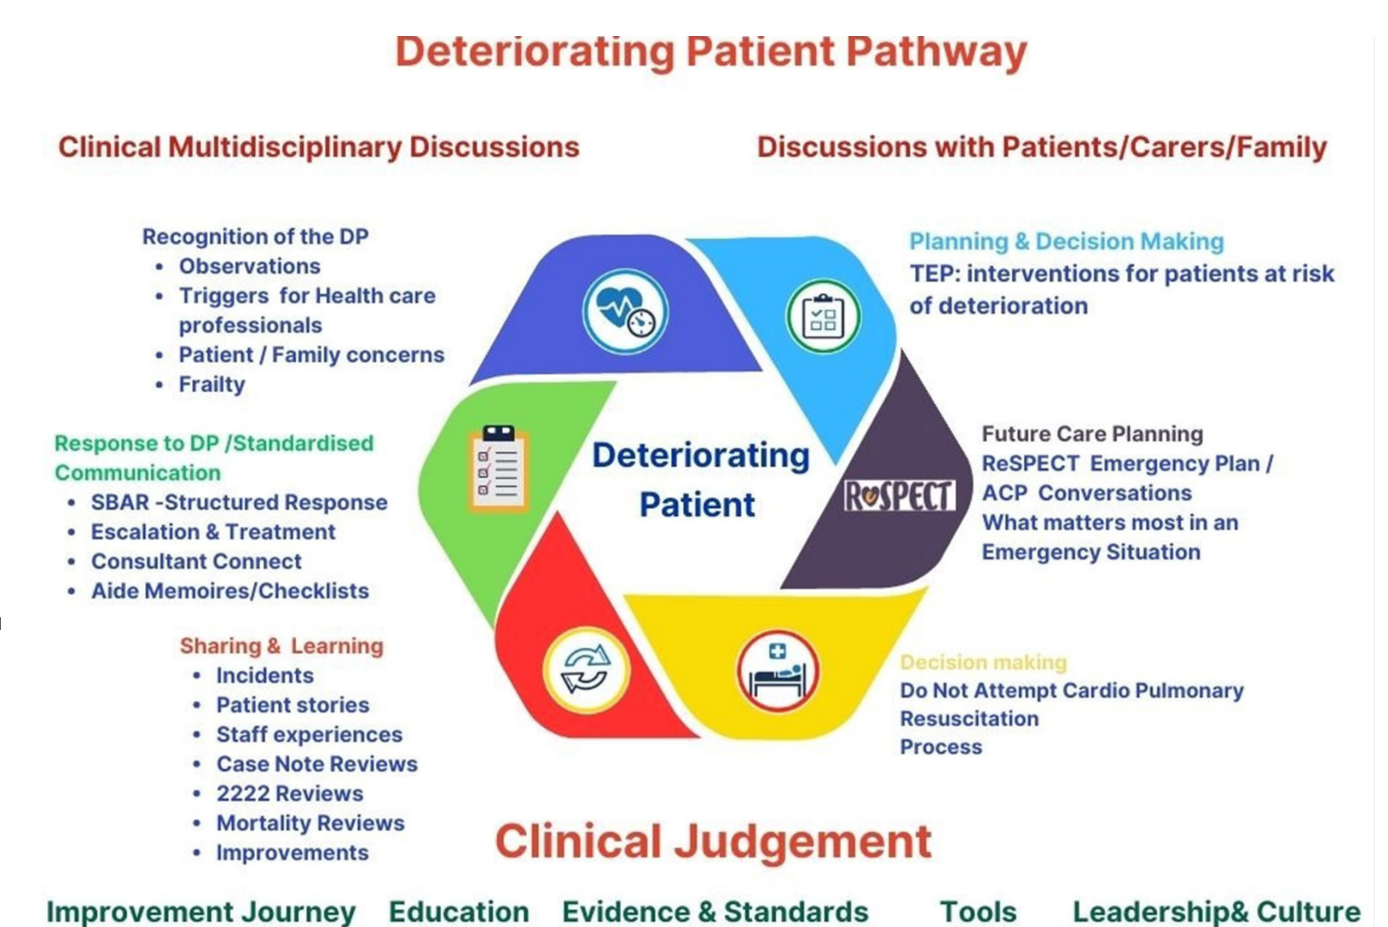 Deteriorating Patient Pathway
Clinical Multidisciplinary Discussions
Discussions with Patients/Carers/Family
Recognition of the DP
• Observations
• Triggers for Health care
professionals
• Patient / Family concerns
• Frailty
Response to DP /Standardised
Communication
• SBAR -Structured Response
• Escalation & Treatment
• Consultant Connect
• Aide Memoires/Checklists
Sharing & Learning
• Incidents
• Patient stories
• Staff experiences
• Case Note Reviews
• 2222 Reviews
• Mortality Reviews
• Improvements
Deteriorating
Patient
ReSPECT
Planning & Decision Making
TEP: interventions for patients at risk
of deterioration
Future Care Planning
ReSPECT Emergency Plan /
ACP Conversations
What matters most in an
Emergency Situation
Decision making
Do Not Attempt Cardio Pulmonary
Resuscitation
Process
Clinical Judgement
Improvement Journey
Education
Evidence & Standards
Tools
Leadership& Culture